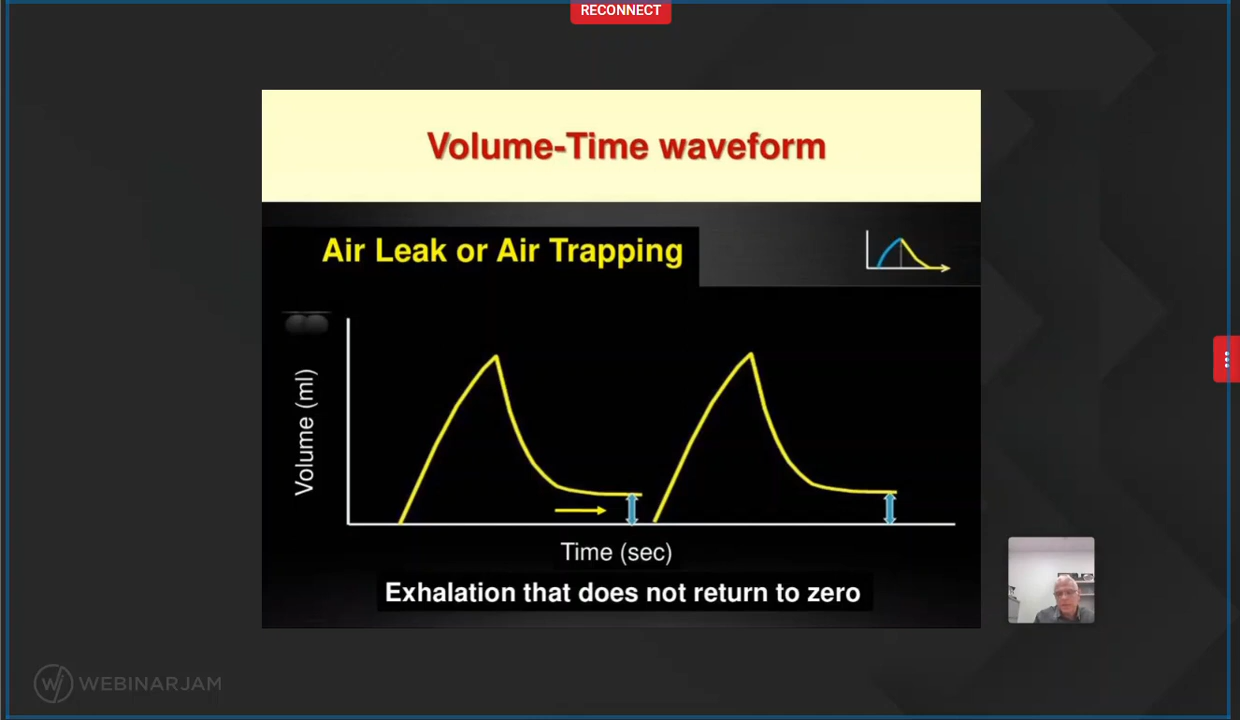 RECONNECT
Volume-Time waveform
Air Leak or Air Trapping
Volume (ml)
Time (sec)
Exhalation that does not return to zero
WEBINARJAM